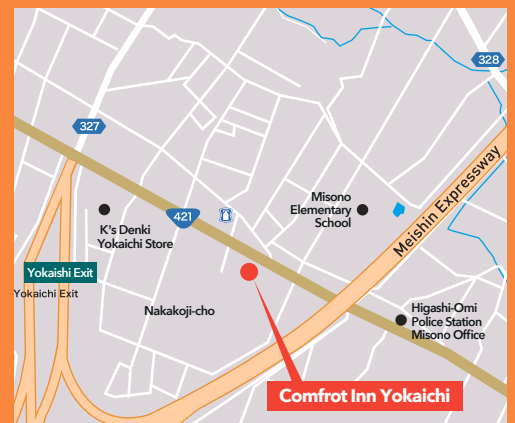 328
327
Meishin Expressway
Misono
Elementary
School
421
K's Denki
Yokaichi Store
Yokaishi Exit
Yokaichi Exit
Nakakoji-cho
Higashi-Omi
Police Station
Misono Office
Comfrot Inn Yokaichi